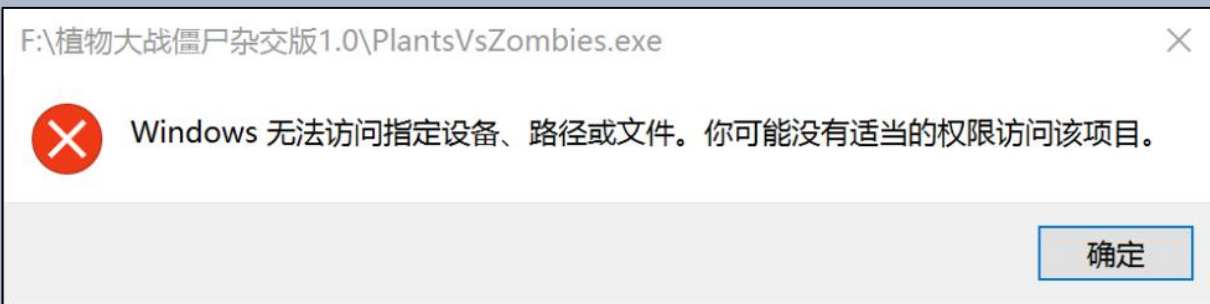 F:\植物大战僵尸杂交版1.0\PlantsVsZombies.exe
Windows 无法访问指定设备、路径或文件。你可能没有适当的权限访问该项目。
确定